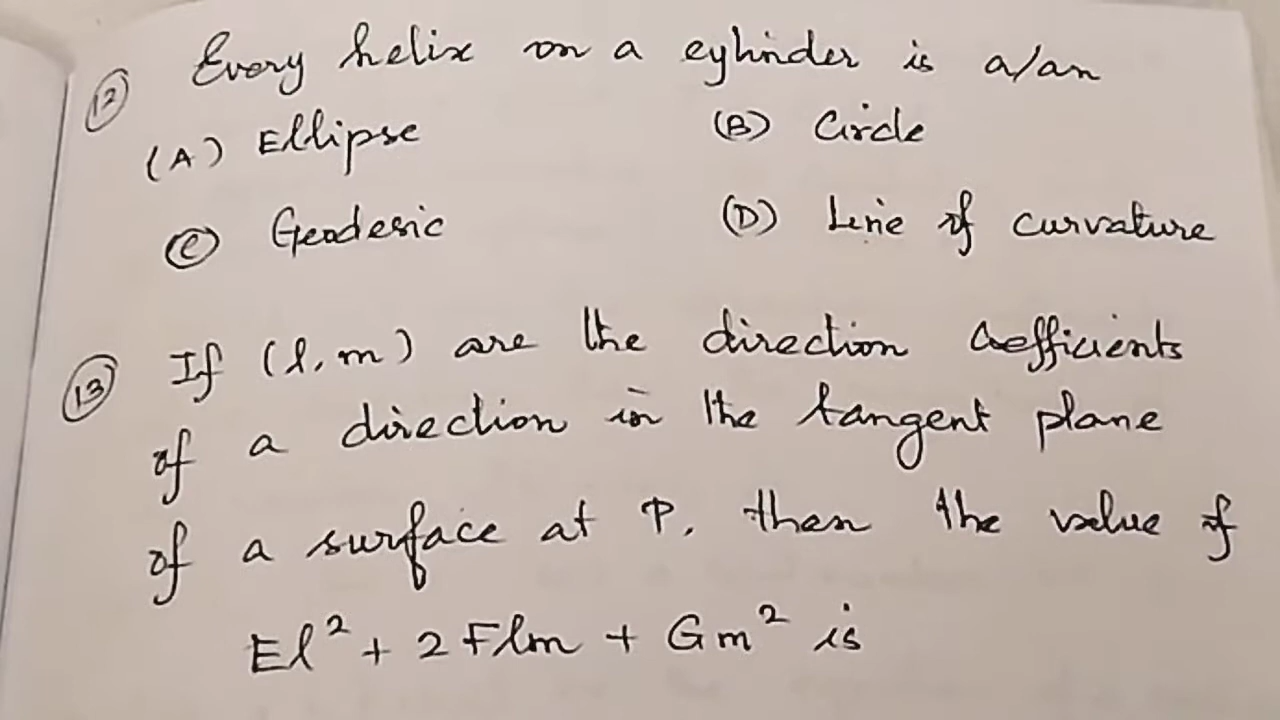 (12) Every helix on a cylinder is a/an
(A) Ellipse (B) Circle
(C) Geodesic (D) Line of curvature
(13) If (l, m) are the direction coefficients
of a direction in the tangent plane
of a surface at P, then the value of
El² + 2Flm + Gm² is